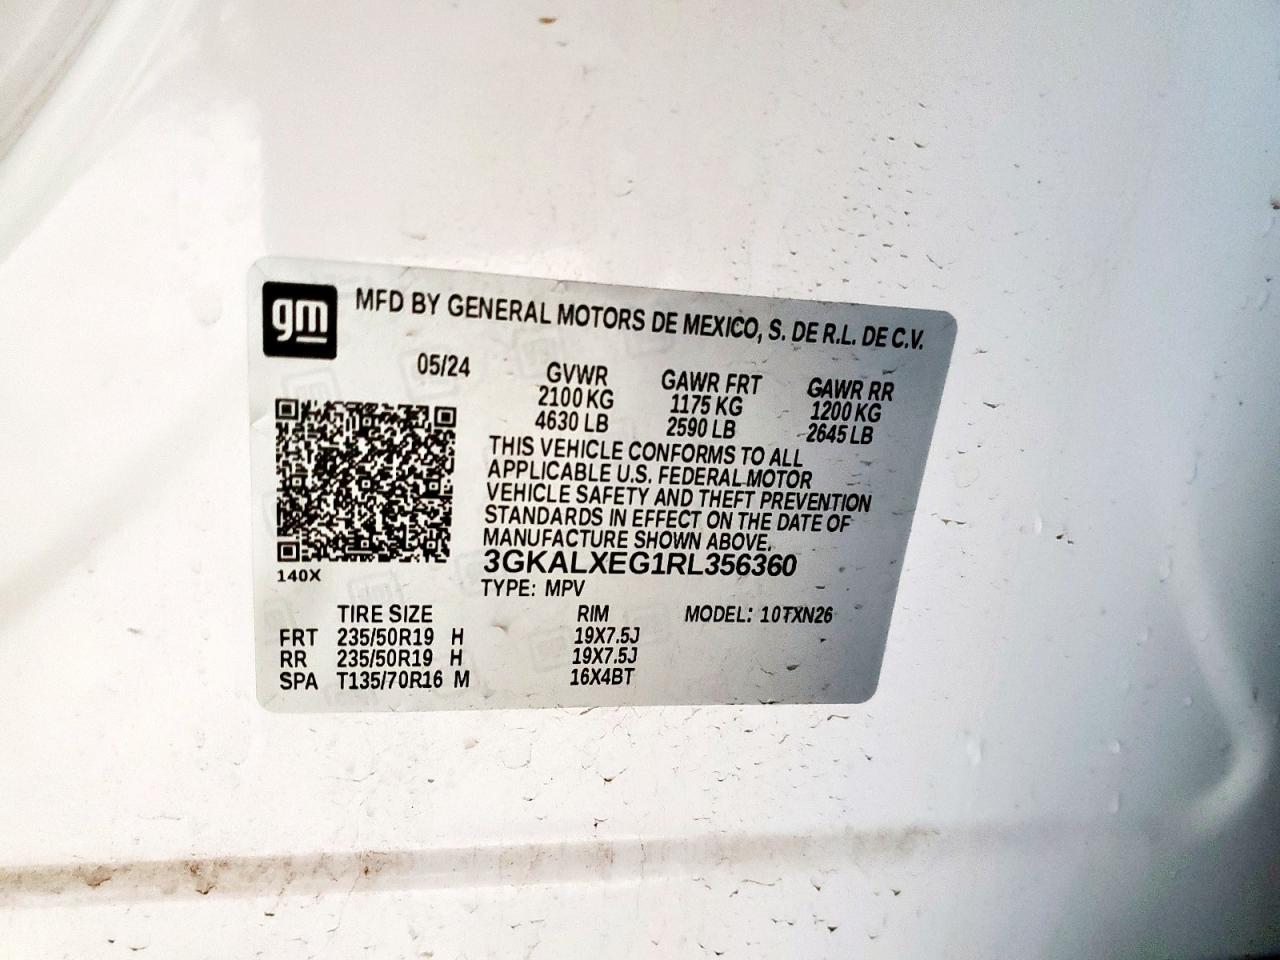 gm
MFD BY GENERAL MOTORS DE MEXICO, S. DE R.L. DE C.V.
05/24 GVWR GAWR FRT GAWR RR
2100 KG 1175 KG 1200 KG
4630 LB 2590 LB 2645 LB
THIS VEHICLE CONFORMS TO ALL
APPLICABLE U.S. FEDERAL MOTOR
VEHICLE SAFETY AND THEFT PREVENTION
STANDARDS IN EFFECT ON THE DATE OF
MANUFACTURE SHOWN ABOVE.
3GKALXEG1RL356360
140X
TYPE: MPV
TIRE SIZE RIM MODEL: 10TXN26
FRT 235/50R19 H 19X7.5J
RR 235/50R19 H 19X7.5J
SPA T135/70R16 M 16X4BT